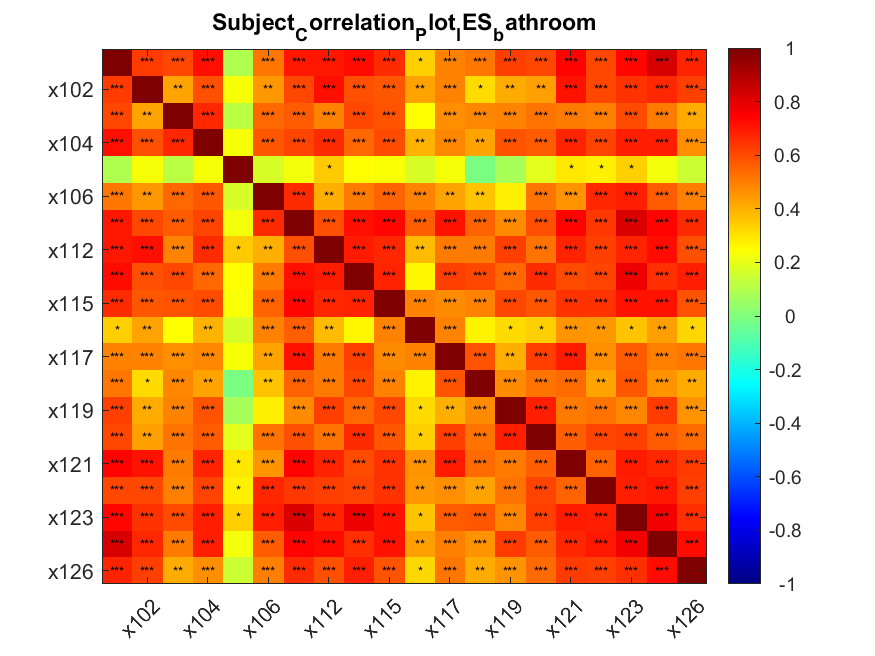 SubjectCorrelationPlotIESbathroom
x102
x104
x106
x112
x115
x117
x119
x121
x123
x126
x102
x104
x106
x112
x115
x117
x119
x121
x123
x126
1
0.8
0.6
0.4
0.2
0
-0.2
-0.4
-0.6
-0.8
-1